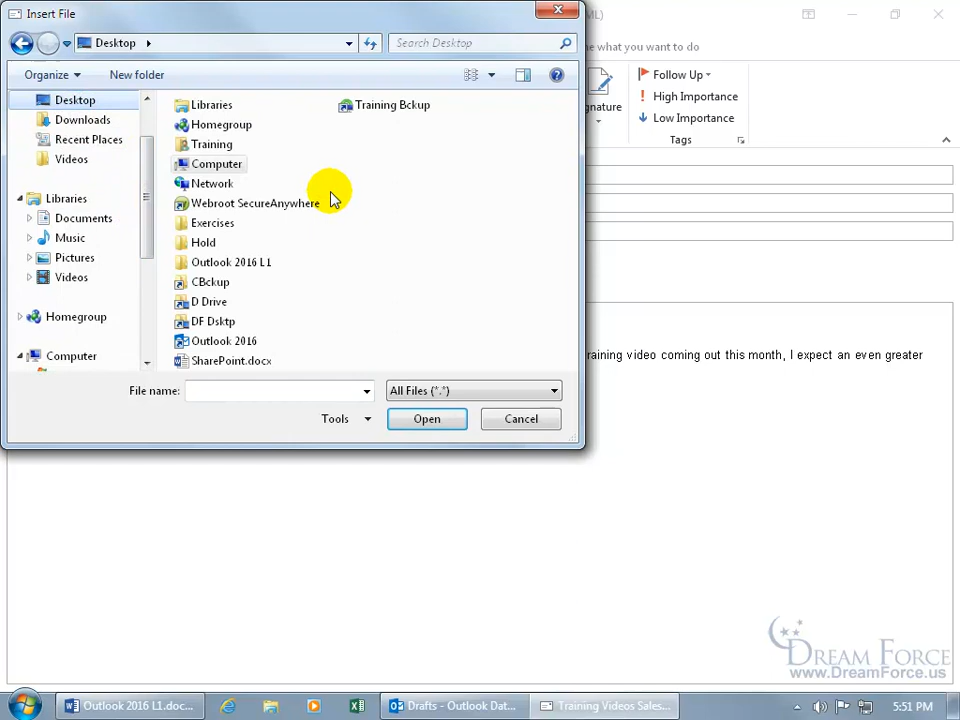 Insert File
ML)
Desktop
Search Desktop
me what you want to do
Organize
New folder
Follow Up
High Importance
Low Importance
Tags
gnature
Desktop
Downloads
Recent Places
Videos
Libraries
Documents
Music
Pictures
Videos
Homegroup
Computer
Libraries
Homegroup
Training
Computer
Network
Webroot SecureAnywhere
Exercises
Hold
Outlook 2016 L1
CBckup
D Drive
DF Dsktp
Outlook 2016
SharePoint.docx
Training Bckup
raining video coming out this month, I expect an even greater
File name:
All Files (*.*)
Tools
Open
Cancel
DREAM FORCE
www.DreamForce.us
Outlook 2016 L1.doc...
Drafts - Outlook Dat...
Training Videos Sales...
5:51 PM